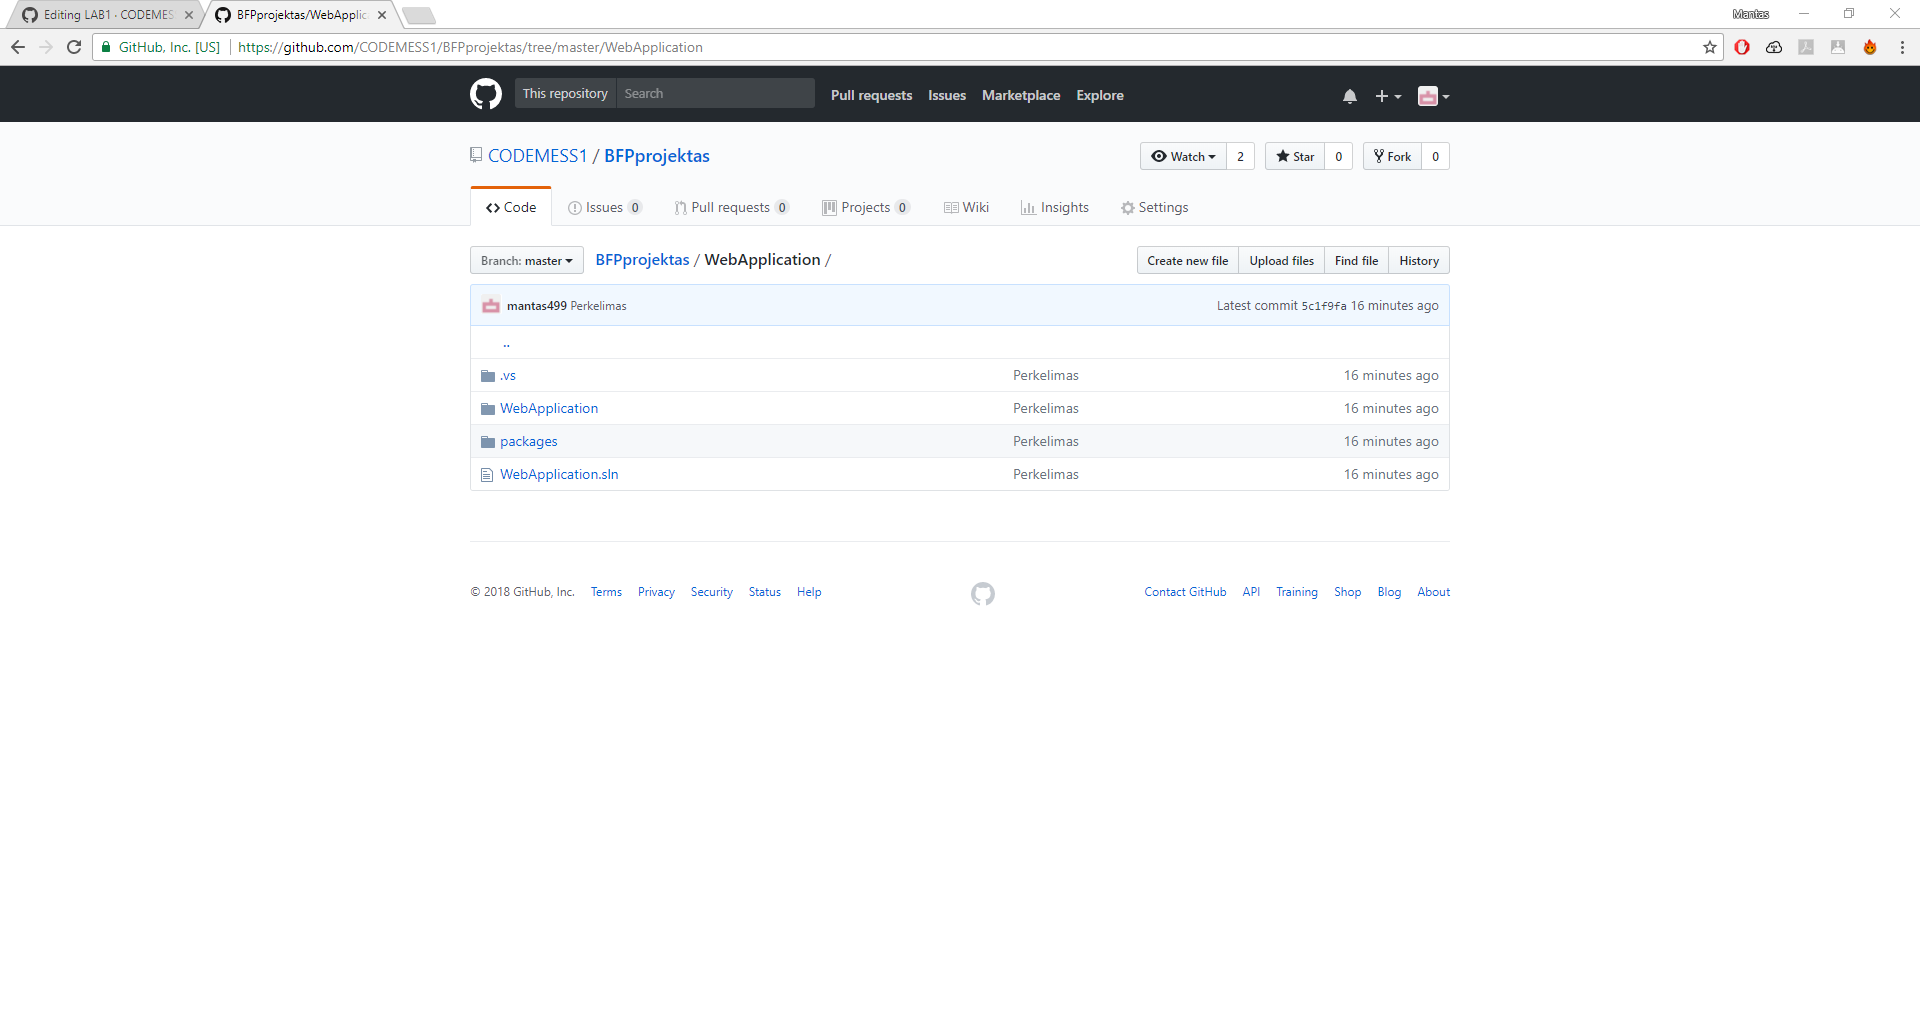 Editing LAB1 · CODEMES
BFPprojektas/WebApplic
Mantas
GitHub, Inc. [US]
https://github.com/CODEMESS1/BFPprojektas/tree/master/WebApplication
This repository
Search
Pull requests
Issues
Marketplace
Explore
CODEMESS1 / BFPprojektas
Watch 2
Star 0
Fork 0
Code
Issues 0
Pull requests 0
Projects 0
Wiki
Insights
Settings
Branch: master
BFPprojektas / WebApplication /
Create new file
Upload files
Find file
History
mantas499 Perkelimas
Latest commit 5c1f9fa 16 minutes ago
..
.vs Perkelimas 16 minutes ago
WebApplication Perkelimas 16 minutes ago
packages Perkelimas 16 minutes ago
WebApplication.sln Perkelimas 16 minutes ago
© 2018 GitHub, Inc. Terms Privacy Security Status Help
Contact GitHub API Training Shop Blog About